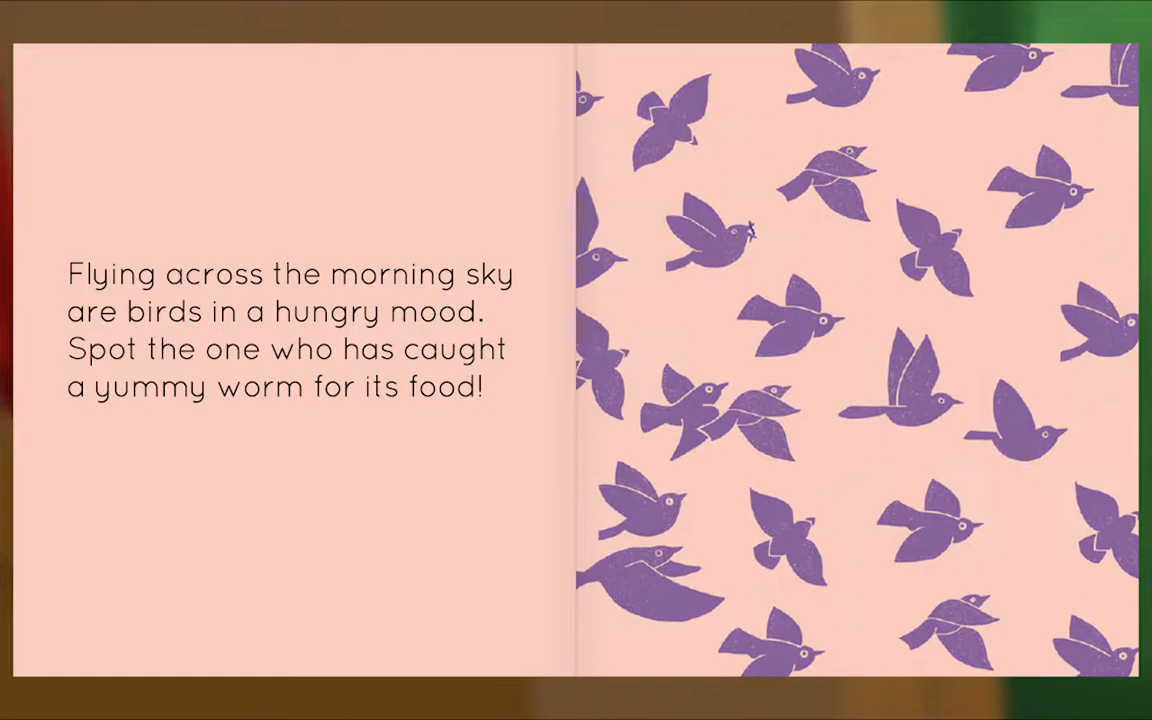 Flying across the morning sky
are birds in a hungry mood.
Spot the one who has caught
a yummy worm for its food!